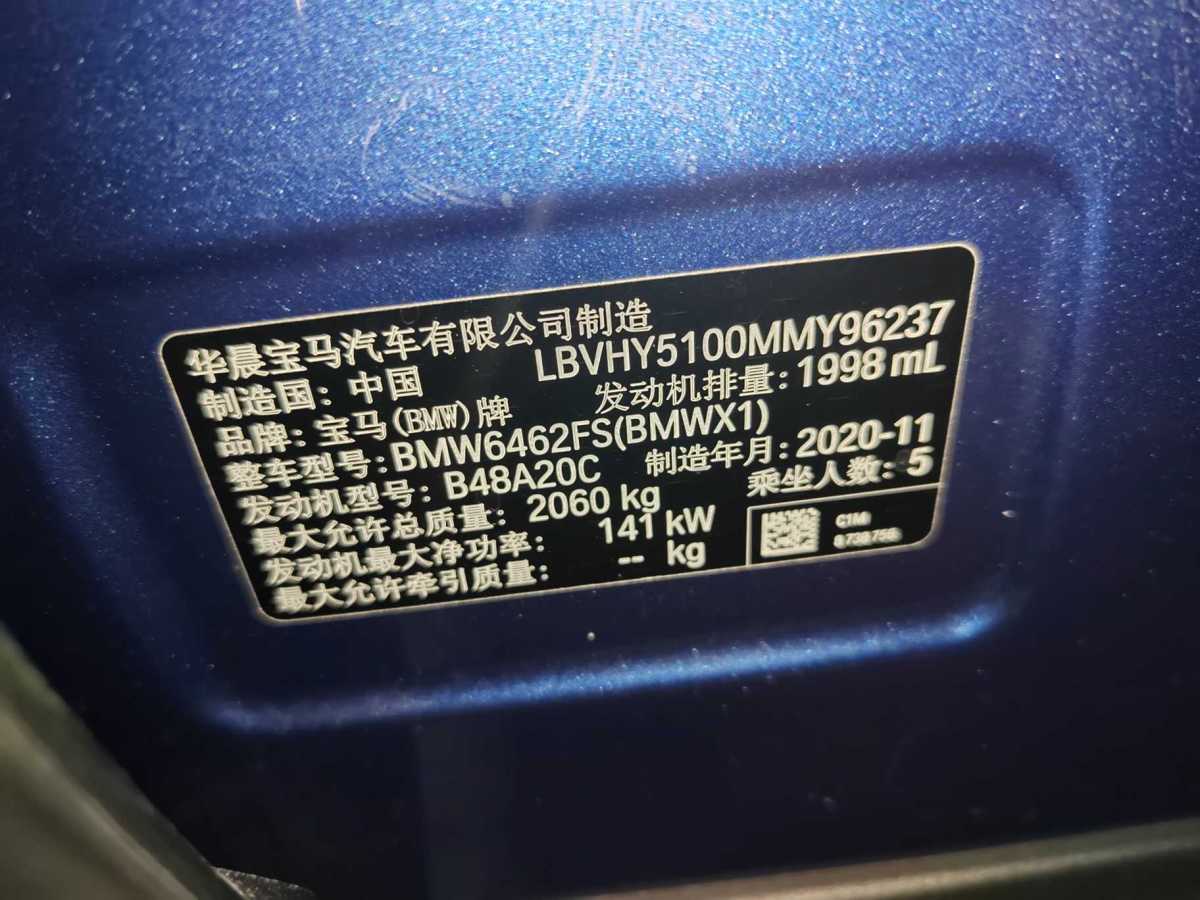 华晨宝马汽车有限公司制造
制造国：中国 LBVHY5100MMY96237
品牌：宝马(BMW)牌 发动机排量：1998 mL
整车型号：BMW6462FS(BMWX1)
发动机型号：B48A20C 制造年月：2020-11
最大允许总质量：2060 kg 乘坐人数：5
发动机最大净功率：141 kW
最大允许牵引质量：-- kg
C1M
8738758